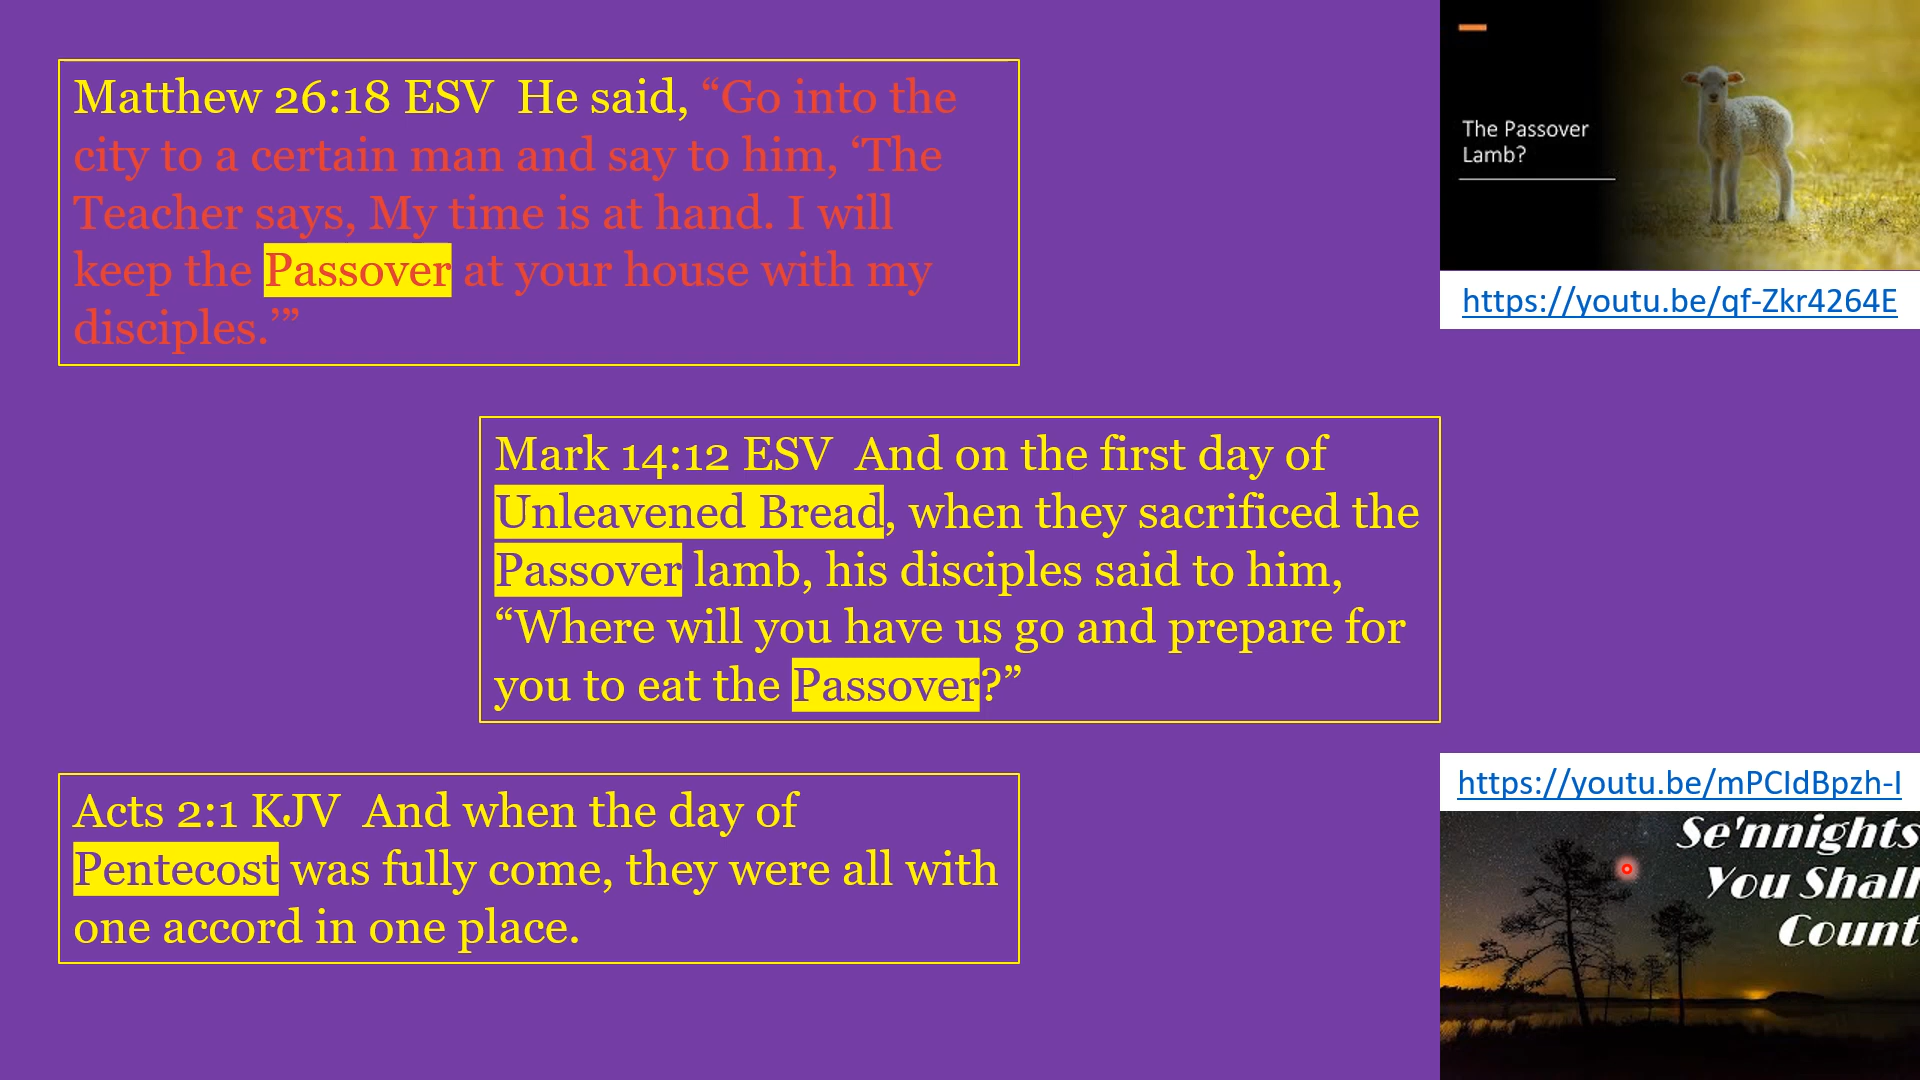 Matthew 26:18 ESV  He said, “Go into the
city to a certain man and say to him, ‘The
Teacher says, My time is at hand. I will
keep the Passover at your house with my
disciples.’”
The Passover
Lamb?
https://youtu.be/qf-Zkr4264E
Mark 14:12 ESV  And on the first day of
Unleavened Bread, when they sacrificed the
Passover lamb, his disciples said to him,
“Where will you have us go and prepare for
you to eat the Passover?”
Acts 2:1 KJV  And when the day of
Pentecost was fully come, they were all with
one accord in one place.
https://youtu.be/mPCIdBpzh-I
Se'nnights
You Shall
Count